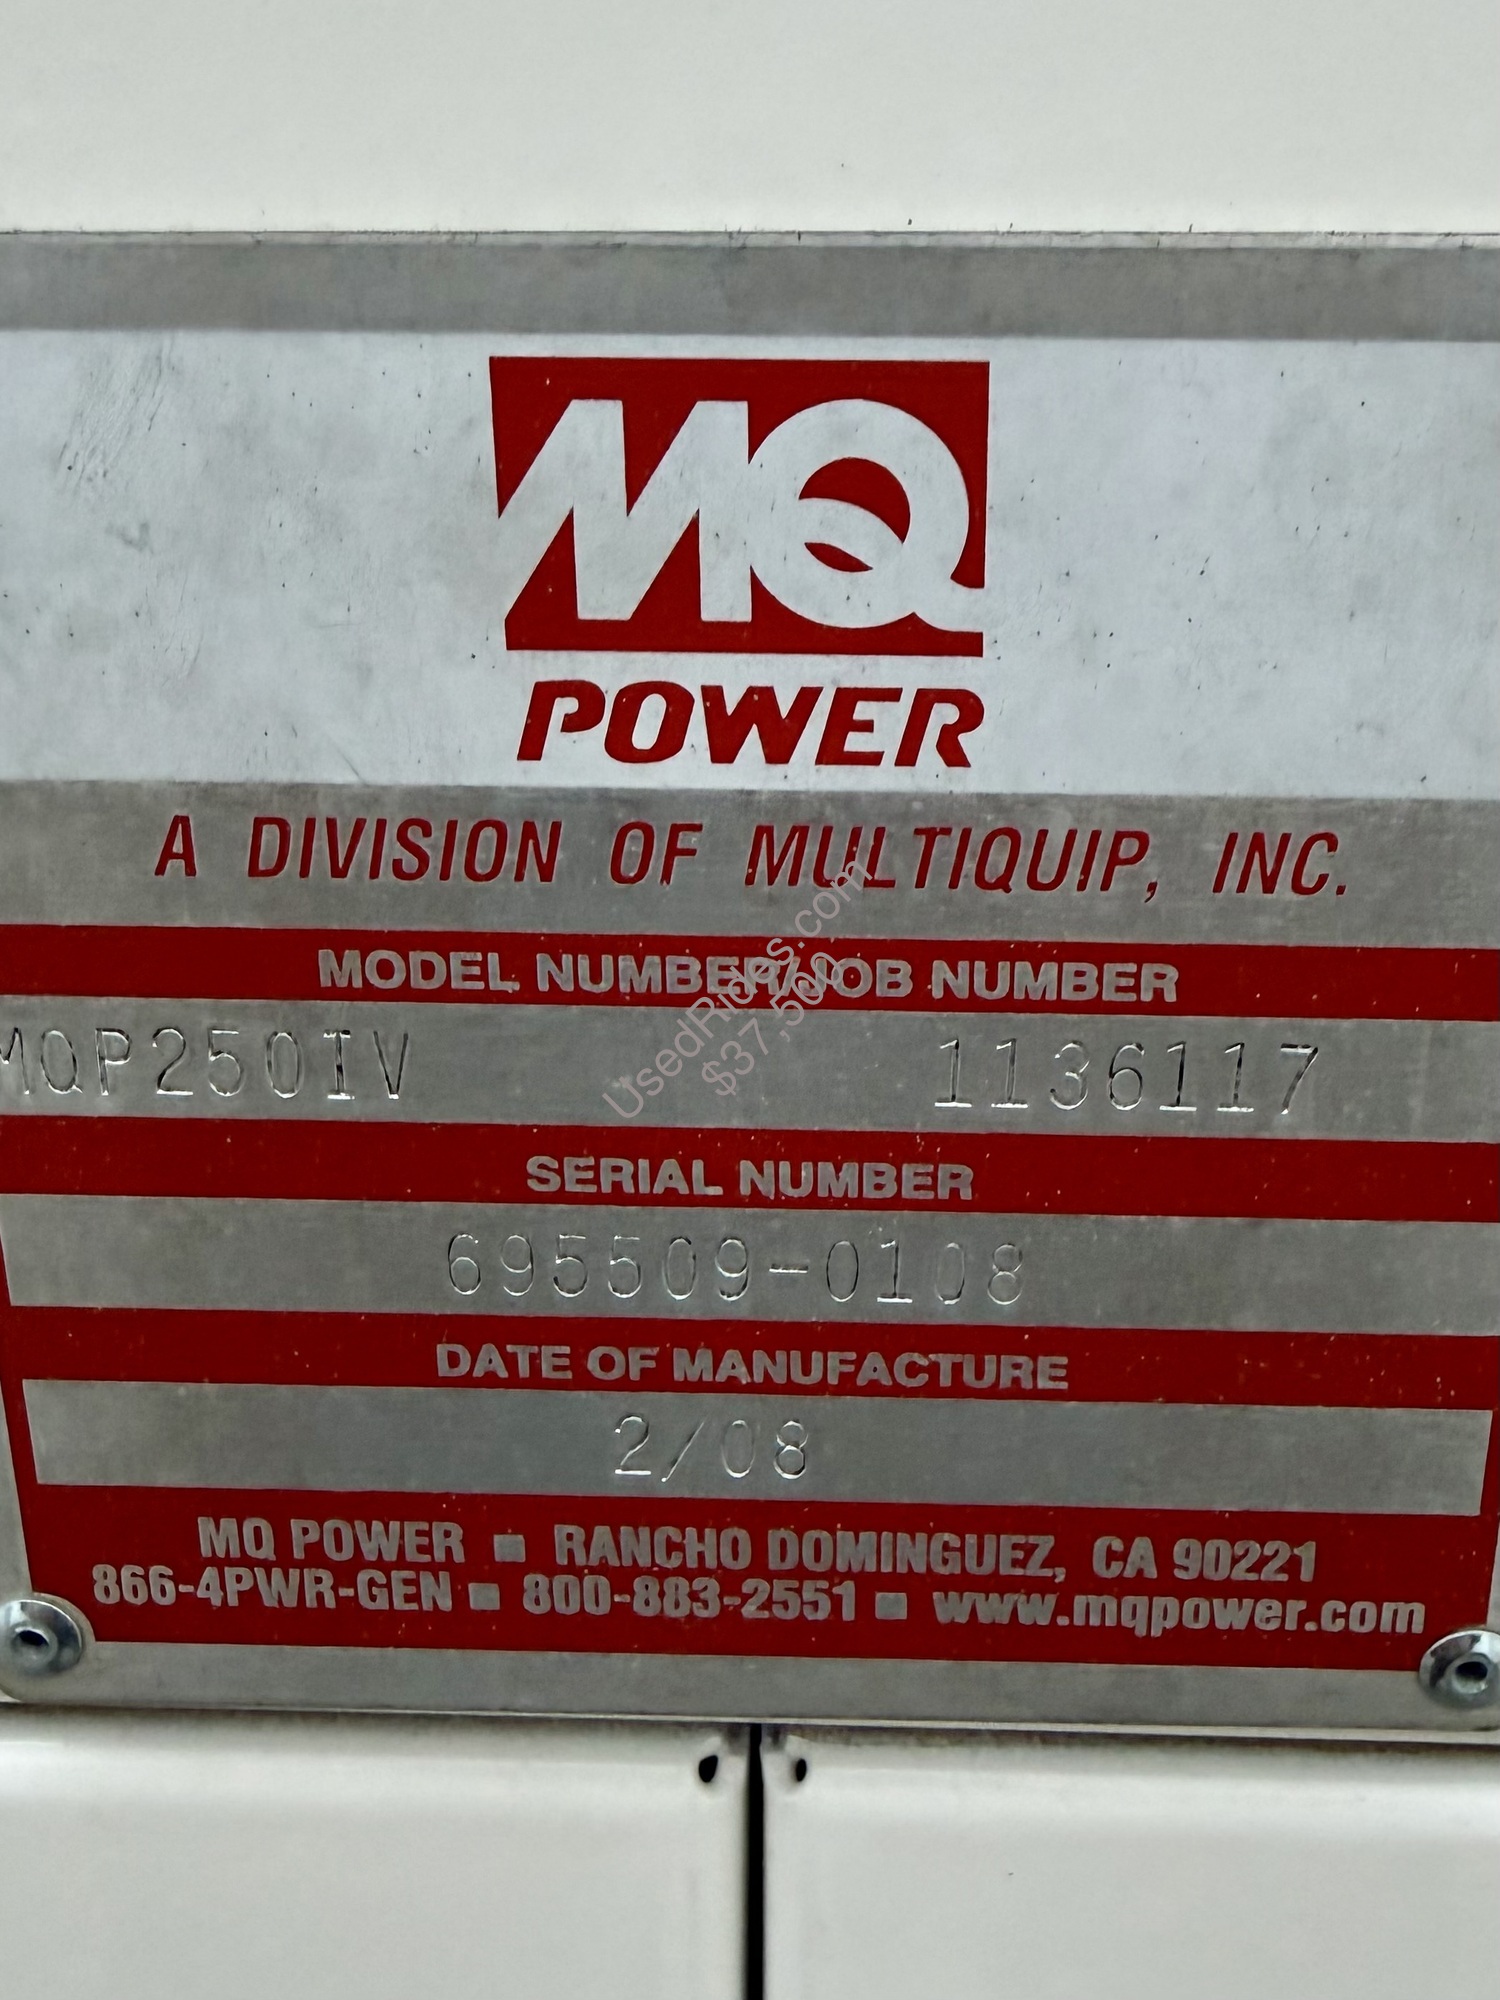 MQ
POWER
A DIVISION OF MULTIQUIP, INC.
MODEL NUMBER/JOB NUMBER
MQP250IV 1136117
SERIAL NUMBER
695509-0108
DATE OF MANUFACTURE
2/08
MQ POWER ■ RANCHO DOMINGUEZ, CA 90221
866-4PWR-GEN ■ 800-883-2551 ■ www.mqpower.com
UsedRides.com
$37,500